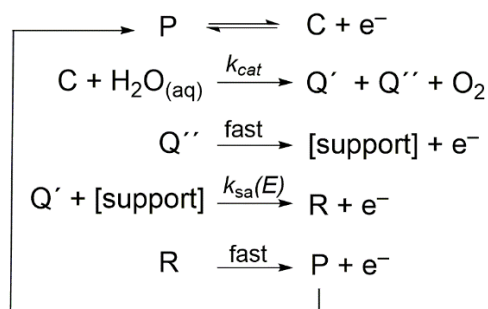 P ⇌ C + e⁻
C + H₂O₍aq₎ k_cat → Q′ + Q′′ + O₂
Q′′ fast → [support] + e⁻
Q′ + [support] k_sa(E) → R + e⁻
R fast → P + e⁻